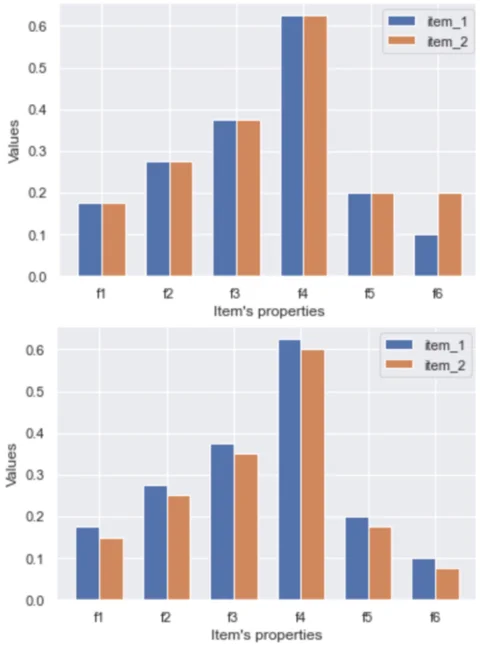 0.6
0.5
0.4
0.3
0.2
0.1
0.0
Values
item_1
item_2
f1 f2 f3 f4 f5 f6
Item's properties
0.6
0.5
0.4
0.3
0.2
0.1
0.0
Values
item_1
item_2
f1 f2 f3 f4 f5 f6
Item's properties